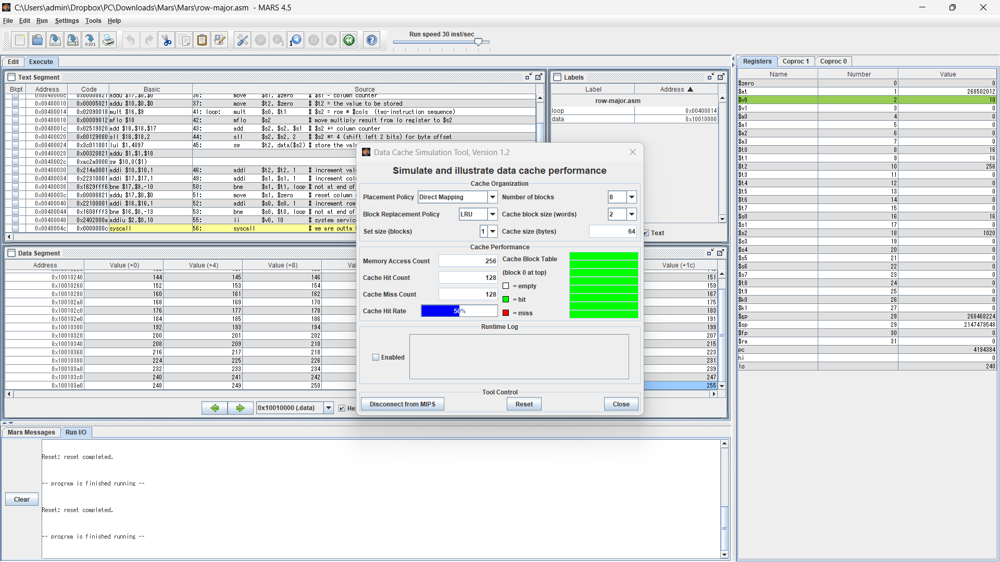 C:\Users\admin\Dropbox\PC\Downloads\Mars\Mars\row-major.asm - MARS 4.5
File Edit Run Settings Tools Help
Run speed 30 inst/sec
Edit Execute
Text Segment
Bkpt Address Code Basic Source
0x0040000c 0x00008821 addu $17,$0,$0 36: move $s1, $zero # $s1 = column counter
0x00400010 0x00005021 addu $10,$0,$0 37: move $t2, $zero # $t2 = the value to be stored
0x00400014 0x02090018 mult $16,$9 41: loop: mult $s0, $t1 # $s2 = row * #cols (two-instruction sequence)
0x00400018 0x00009012 mflo $18 42: mflo $s2 # move multiply result from lo register to $s2
0x0040001c 0x02519020 add $18,$18,$17 43: add $s2, $s2, $s1 # $s2 += column counter
0x00400020 0x00129080 sll $18,$18,2 44: sll $s2, $s2, 2 # $s2 *= 4 (shift left 2 bits) for byte offset
0x00400024 0x3c011001 lui $1,4097 45: sw $t2, data($s2) # store the valu
0x00400028 0x00320821 addu $1,$1,$18
0x0040002c 0xac2a0000 sw $10,0($1)
0x00400030 0x214a0001 addi $10,$10,1 46: addi $t2, $t2, 1 # increment valu
0x00400034 0x22310001 addi $17,$17,1 49: addi $s1, $s1, 1 # increment col
0x00400038 0x1629fff6 bne $17,$9,-10 50: bne $s1, $t1, loop # not at end of
0x0040003c 0x00008821 addu $17,$0,$0 51: move $s1, $zero # reset column
0x00400040 0x22100001 addi $16,$16,1 52: addi $s0, $s0, 1 # increment row
0x00400044 0x1608fff3 bne $16,$8,-13 53: bne $s0, $t0, loop # not at end of
0x00400048 0x2402000a addiu $2,$0,10 55: li $v0, 10 # system servic
0x0040004c 0x0000000c syscall 56: syscall # we are outta
Labels
Label Address ▲
row-major.asm
loop 0x00400014
data 0x10010000
Text
Data Segment
Address Value (+0) Value (+4) Value (+8) Val Value (+1c)
0x10010240 144 145 146 151
0x10010260 152 153 154 159
0x10010280 160 161 162 167
0x100102a0 168 169 170 175
0x100102c0 176 177 178 183
0x100102e0 184 185 186 191
0x10010300 192 193 194 199
0x10010320 200 201 202 207
0x10010340 208 209 210 215
0x10010360 216 217 218 223
0x10010380 224 225 226 231
0x100103a0 232 233 234 239
0x100103c0 240 241 242 247
0x100103e0 248 249 250 255
0x10010000 (.data) He
Data Cache Simulation Tool, Version 1.2
Simulate and illustrate data cache performance
Cache Organization
Placement Policy Direct Mapping Number of blocks 8
Block Replacement Policy LRU Cache block size (words) 2
Set size (blocks) 1 Cache size (bytes) 64
Cache Performance
Memory Access Count 256 Cache Block Table
(block 0 at top)
Cache Hit Count 128
= empty
Cache Miss Count 128
= hit
Cache Hit Rate 50%
= miss
Runtime Log
Enabled
Tool Control
Disconnect from MIPS Reset Close
Mars Messages Run I/O
Reset: reset completed.
-- program is finished running --
Reset: reset completed.
-- program is finished running --
Clear
Registers Coproc 1 Coproc 0
Name Number Value
$zero 0 0
$at 1 268502012
$v0 2 10
$v1 3 0
$a0 4 0
$a1 5 0
$a2 6 0
$a3 7 0
$t0 8 16
$t1 9 16
$t2 10 256
$t3 11 0
$t4 12 0
$t5 13 0
$t6 14 0
$t7 15 0
$s0 16 16
$s1 17 0
$s2 18 1020
$s3 19 0
$s4 20 0
$s5 21 0
$s6 22 0
$s7 23 0
$t8 24 0
$t9 25 0
$k0 26 0
$k1 27 0
$gp 28 268468224
$sp 29 2147479548
$fp 30 0
$ra 31 0
pc 4194384
hi 0
lo 240